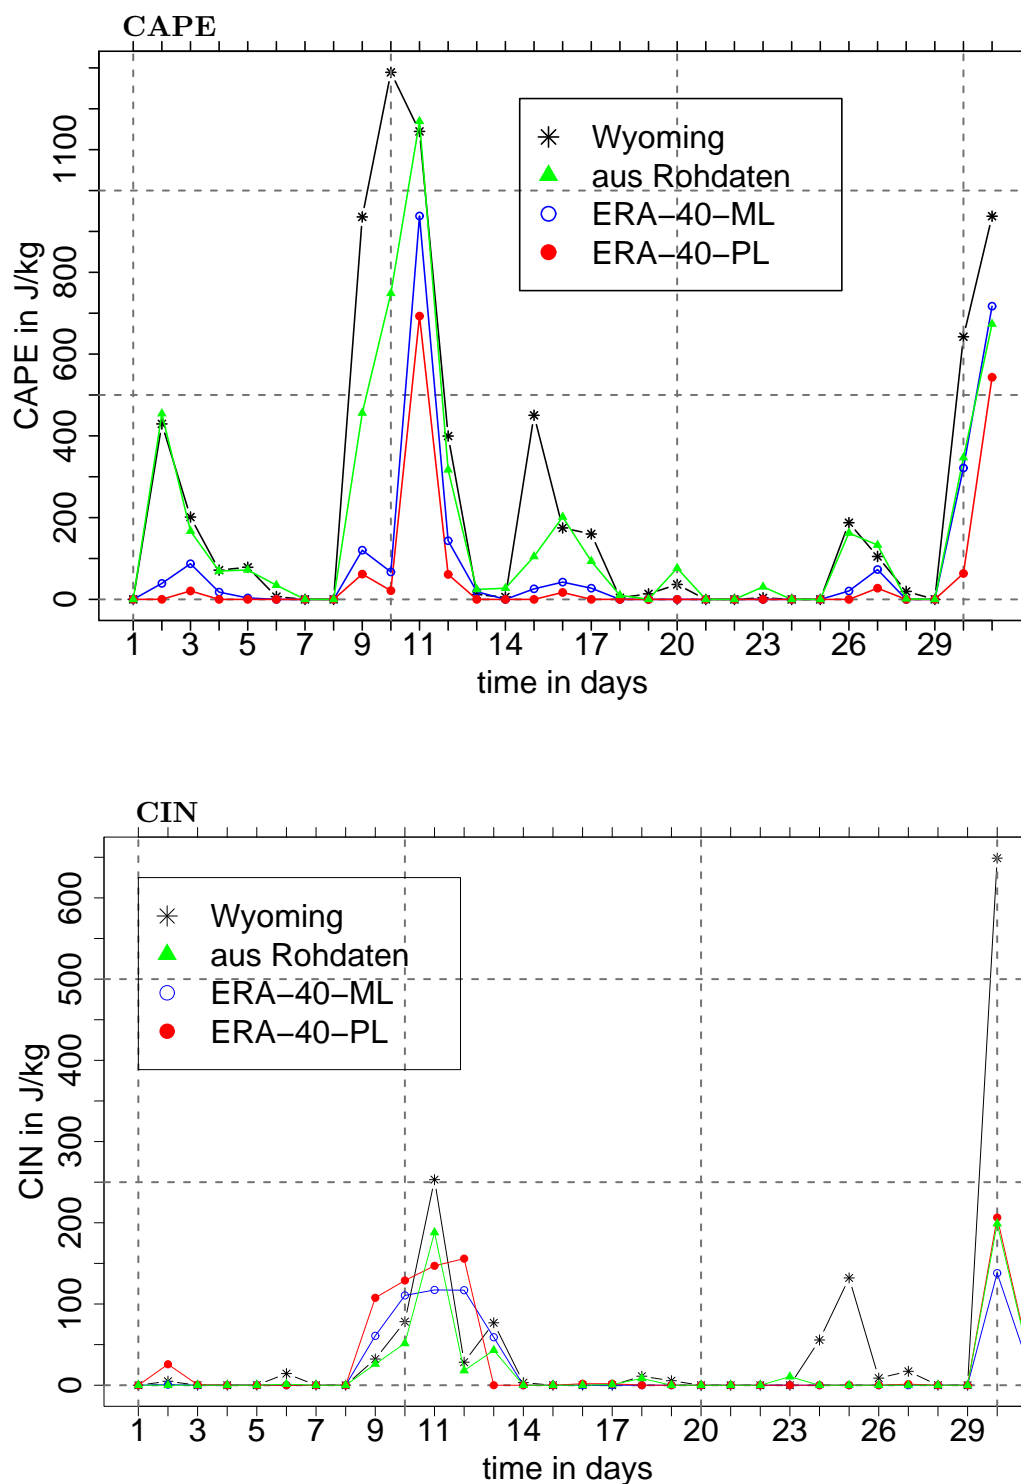 CAPE
CAPE in J/kg
0 200 400 600 800 1100
Wyoming
aus Rohdaten
ERA−40−ML
ERA−40−PL
1 3 5 7 9 11 14 17 20 23 26 29
time in days
CIN
CIN in J/kg
0 100 200 300 400 500 600
Wyoming
aus Rohdaten
ERA−40−ML
ERA−40−PL
1 3 5 7 9 11 14 17 20 23 26 29
time in days